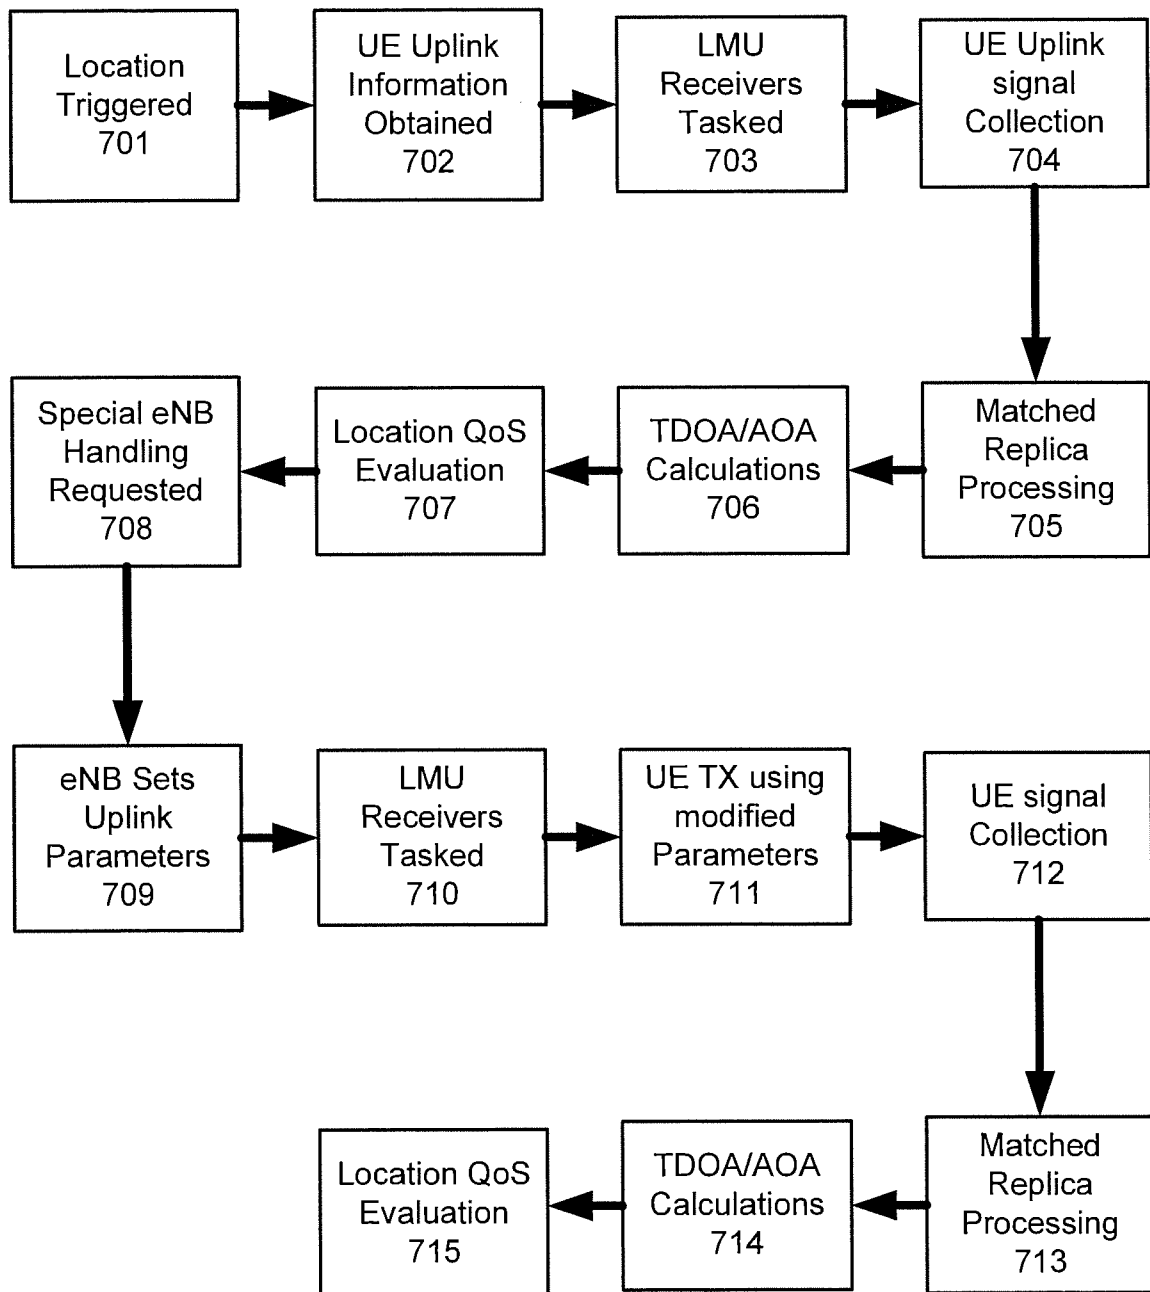 Location
Triggered
701
UE Uplink
Information
Obtained
702
LMU
Receivers
Tasked
703
UE Uplink
signal
Collection
704
Special eNB
Handling
Requested
708
Location QoS
Evaluation
707
TDOA/AOA
Calculations
706
Matched
Replica
Processing
705
eNB Sets
Uplink
Parameters
709
LMU
Receivers
Tasked
710
UE TX using
modified
Parameters
711
UE signal
Collection
712
Location QoS
Evaluation
715
TDOA/AOA
Calculations
714
Matched
Replica
Processing
713